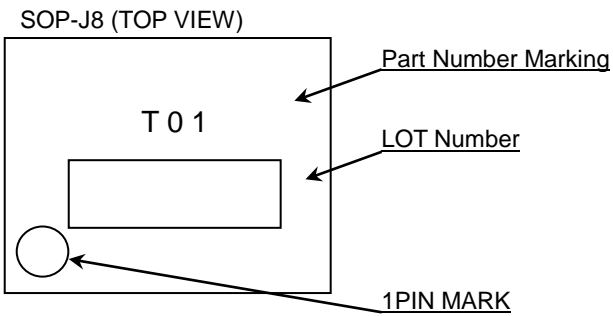 SOP-J8 (TOP VIEW)
Part Number Marking
T 0 1
LOT Number
1PIN MARK